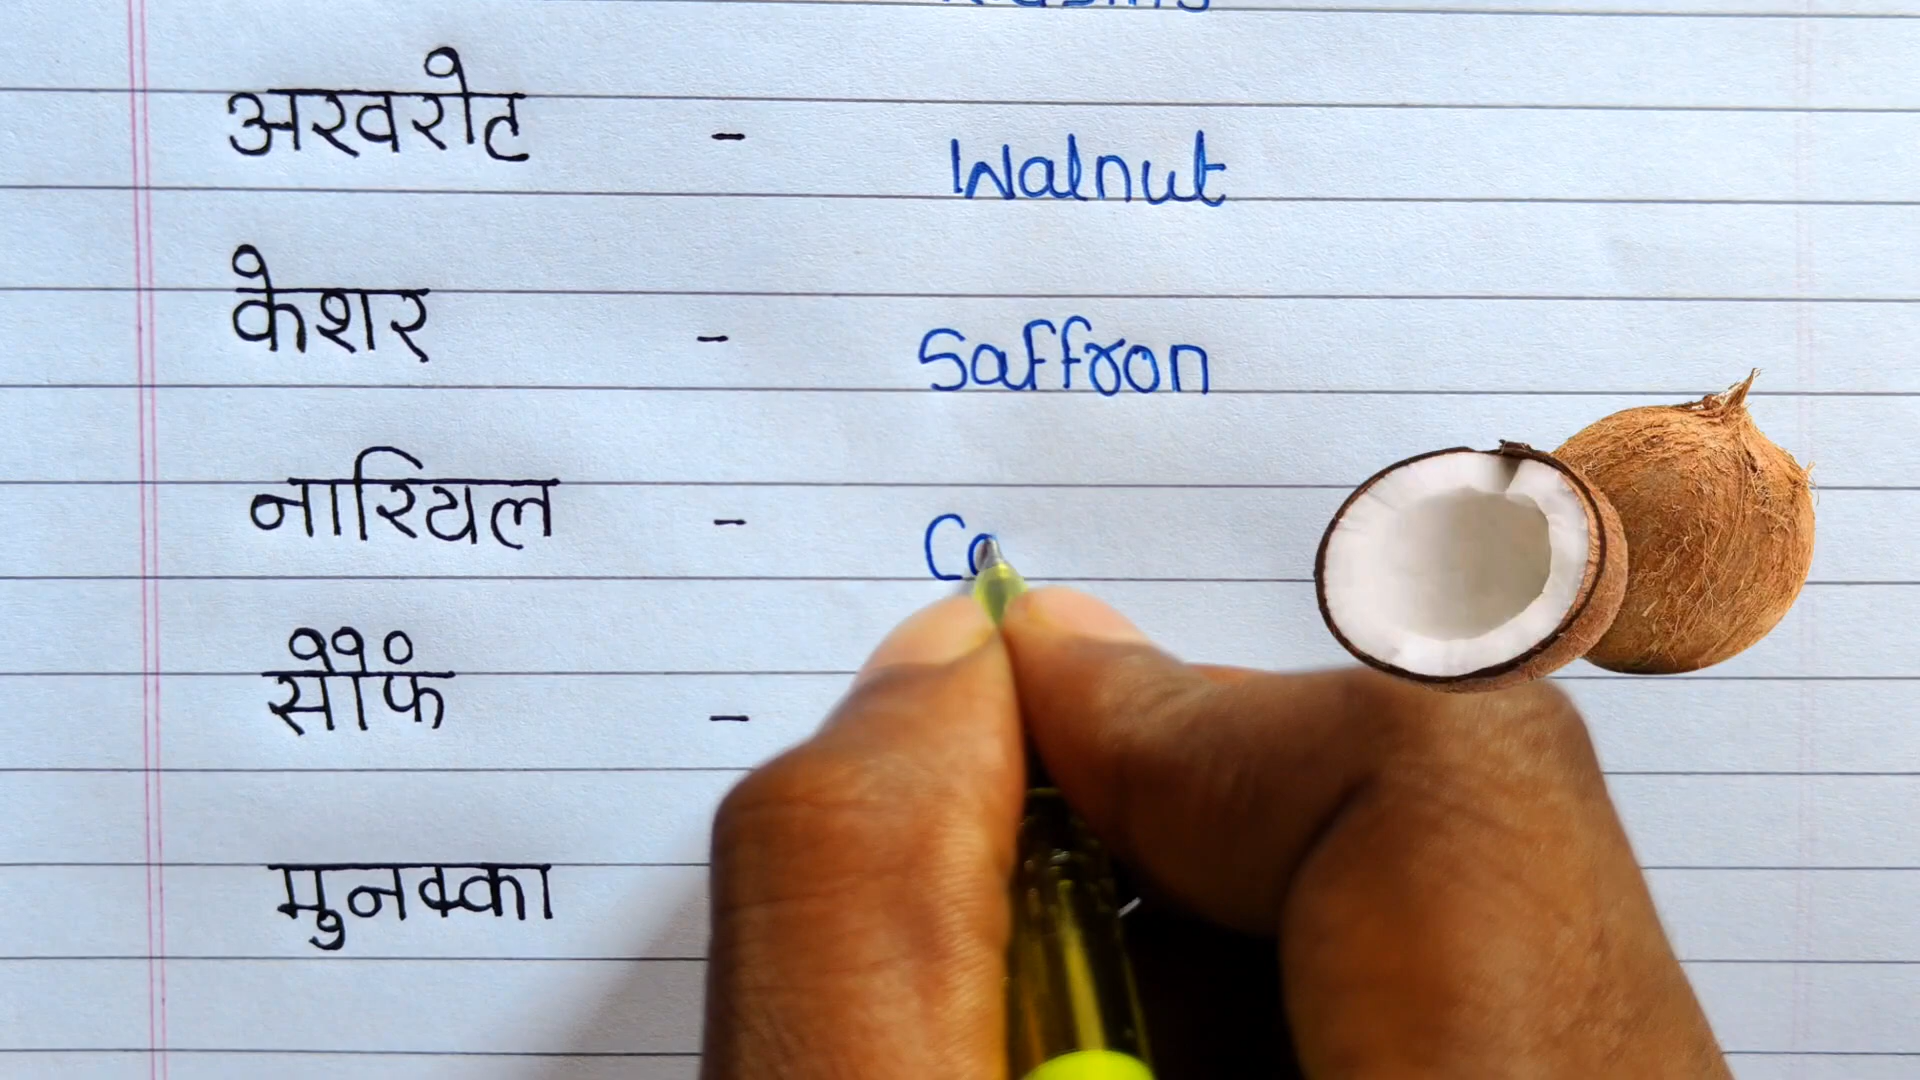 अखरोट - Walnut
केशर - Saffron
नारियल - Co
सौंफ -
मुनक्का